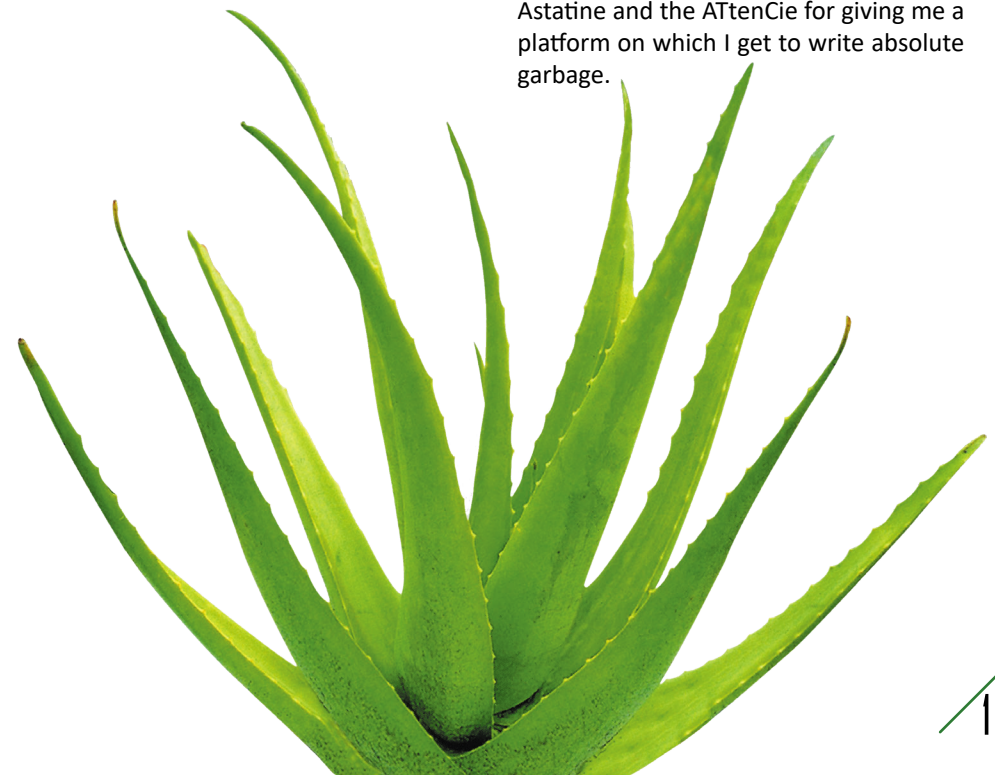 Astatine and the ATtenCie for giving me a
platform on which I get to write absolute
garbage.
1